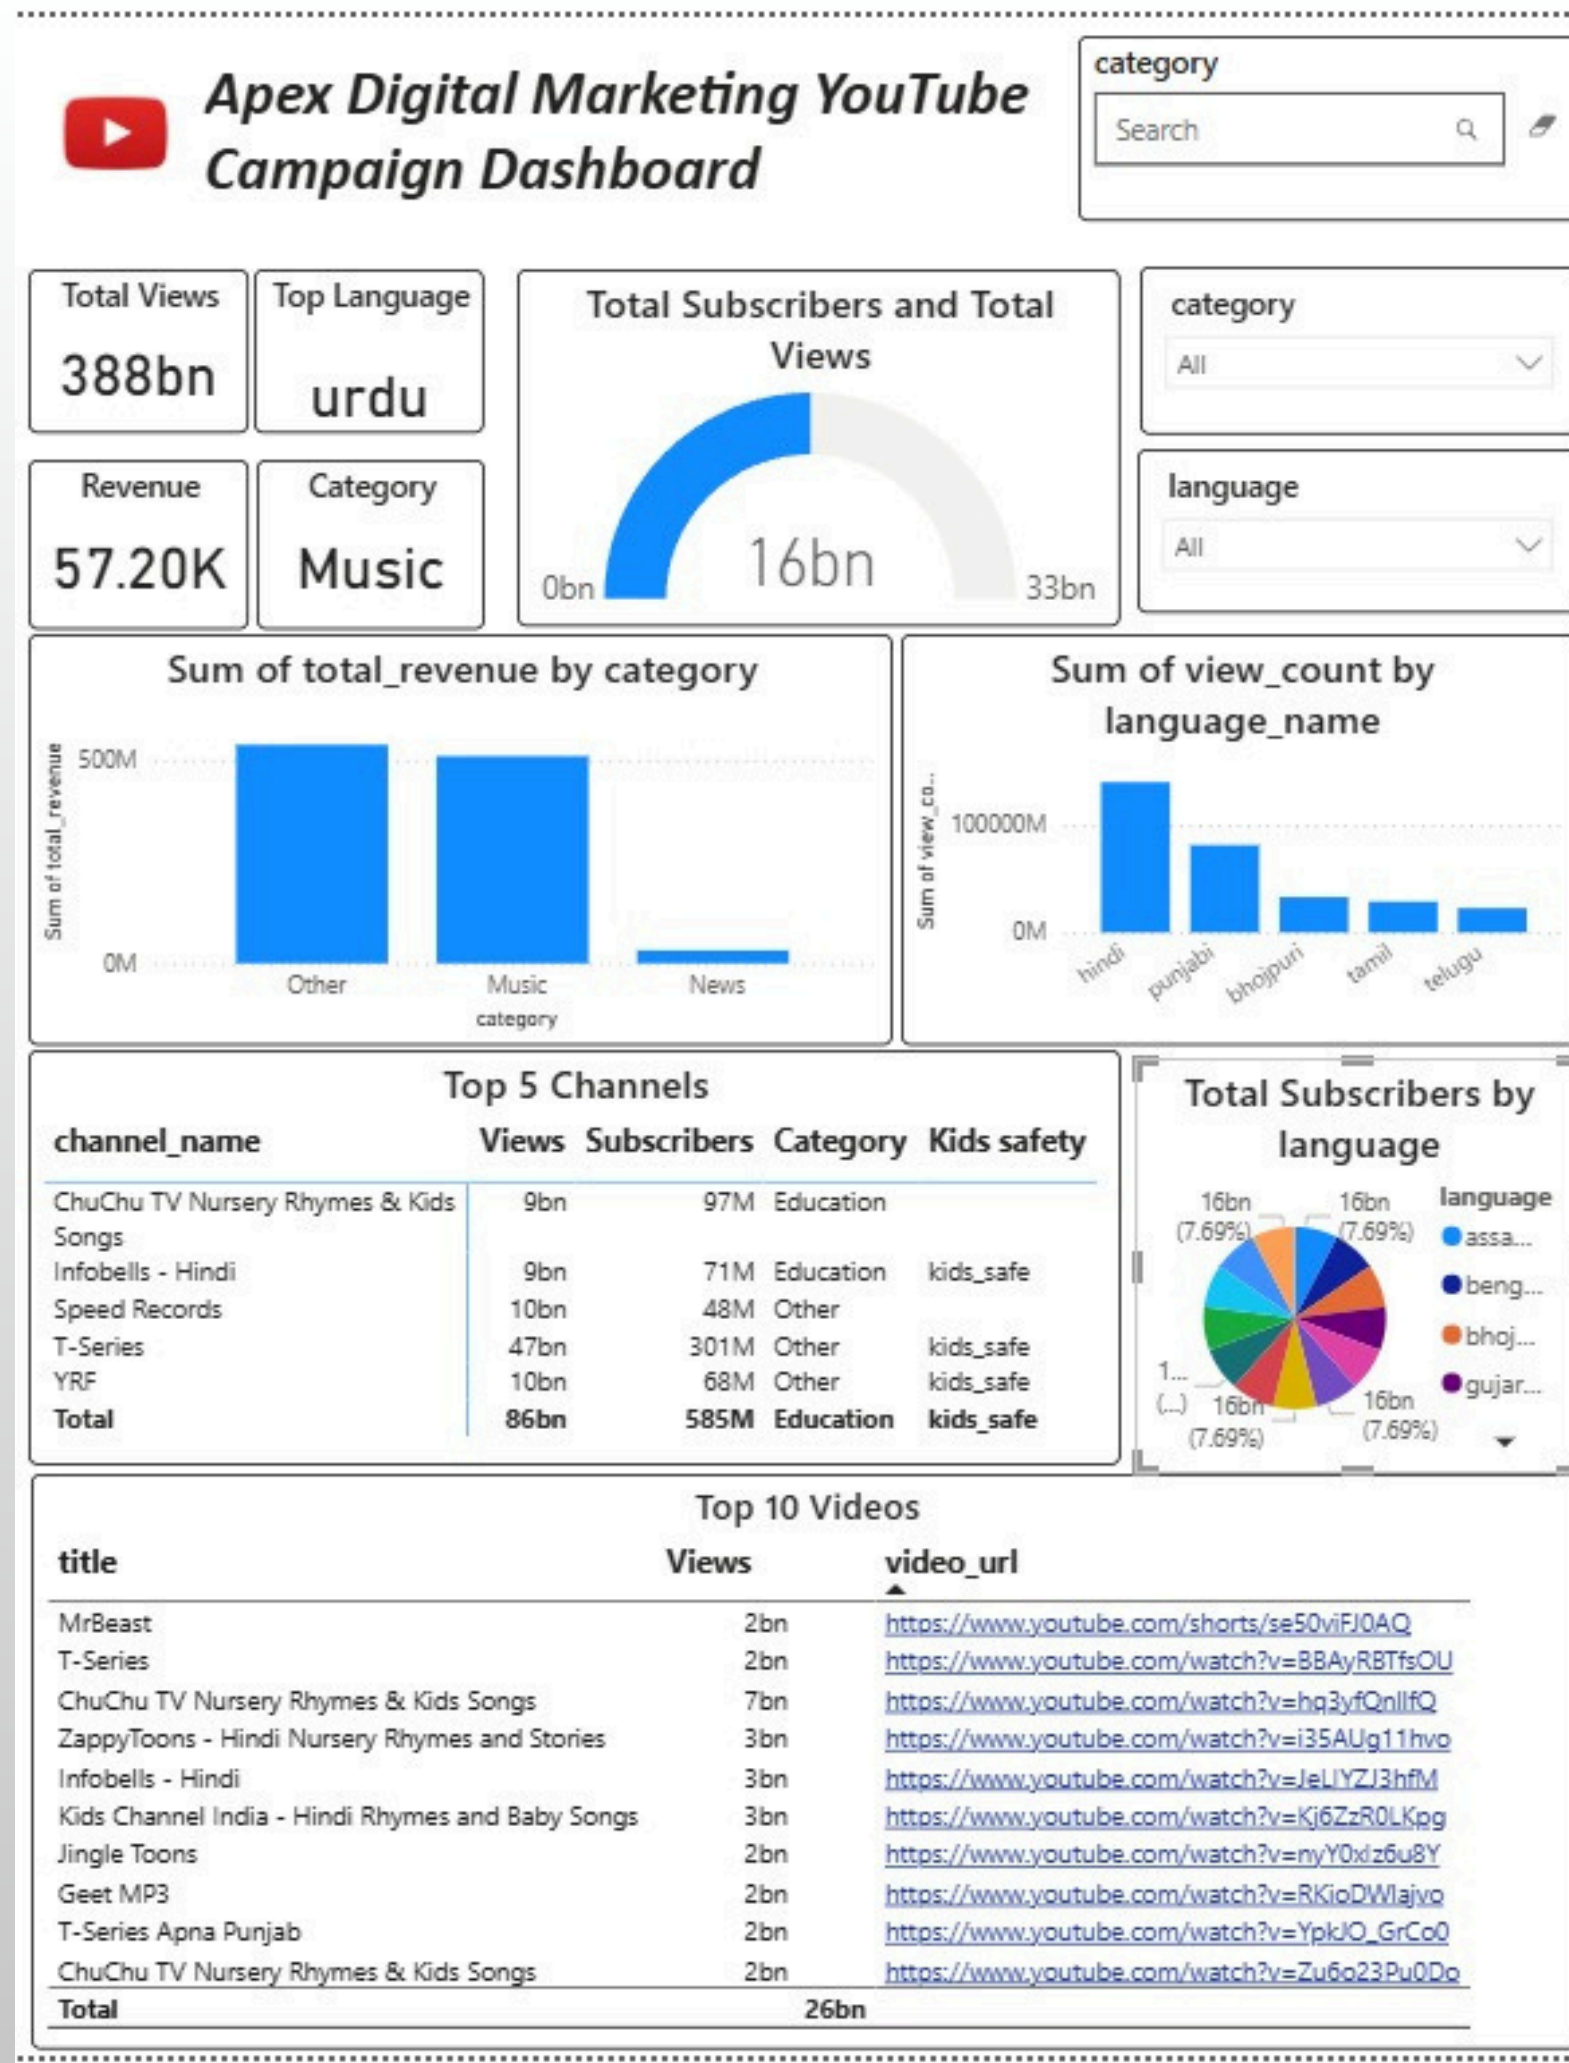 Apex Digital Marketing YouTube
Campaign Dashboard
category
Search
Total Views
388bn
Top Language
urdu
Revenue
57.20K
Category
Music
Total Subscribers and Total
Views
0bn
16bn
33bn
category
All
language
All
Sum of total_revenue by category
Sum of total_revenue
500M
0M
Other
Music
News
category
Sum of view_count by
language_name
Sum of view_co...
100000M
0M
hindi
punjabi
bhojpuri
tamil
telugu
Top 5 Channels
channel_name Views Subscribers Category Kids safety
ChuChu TV Nursery Rhymes & Kids
Songs 9bn 97M Education
Infobells - Hindi 9bn 71M Education kids_safe
Speed Records 10bn 48M Other
T-Series 47bn 301M Other kids_safe
YRF 10bn 68M Other kids_safe
Total 86bn 585M Education kids_safe
Total Subscribers by
language
16bn
(7.69%)
16bn
(7.69%)
1...
(...)
16bn
(7.69%)
16bn
(7.69%)
language
assa...
beng...
bhoj...
gujar...
Top 10 Videos
title Views video_url
MrBeast 2bn https://www.youtube.com/shorts/se50viFJ0AQ
T-Series 2bn https://www.youtube.com/watch?v=BBAyRBTfsOU
ChuChu TV Nursery Rhymes & Kids Songs 7bn https://www.youtube.com/watch?v=hq3yfQnllfQ
ZappyToons - Hindi Nursery Rhymes and Stories 3bn https://www.youtube.com/watch?v=i35AUg11hvo
Infobells - Hindi 3bn https://www.youtube.com/watch?v=JeLIYZJ3hfM
Kids Channel India - Hindi Rhymes and Baby Songs 3bn https://www.youtube.com/watch?v=Kj6ZzR0LKpg
Jingle Toons 2bn https://www.youtube.com/watch?v=nyY0xIz6u8Y
Geet MP3 2bn https://www.youtube.com/watch?v=RKioDWlajvo
T-Series Apna Punjab 2bn https://www.youtube.com/watch?v=YpkJO_GrCo0
ChuChu TV Nursery Rhymes & Kids Songs 2bn https://www.youtube.com/watch?v=Zu6o23Pu0Do
Total 26bn